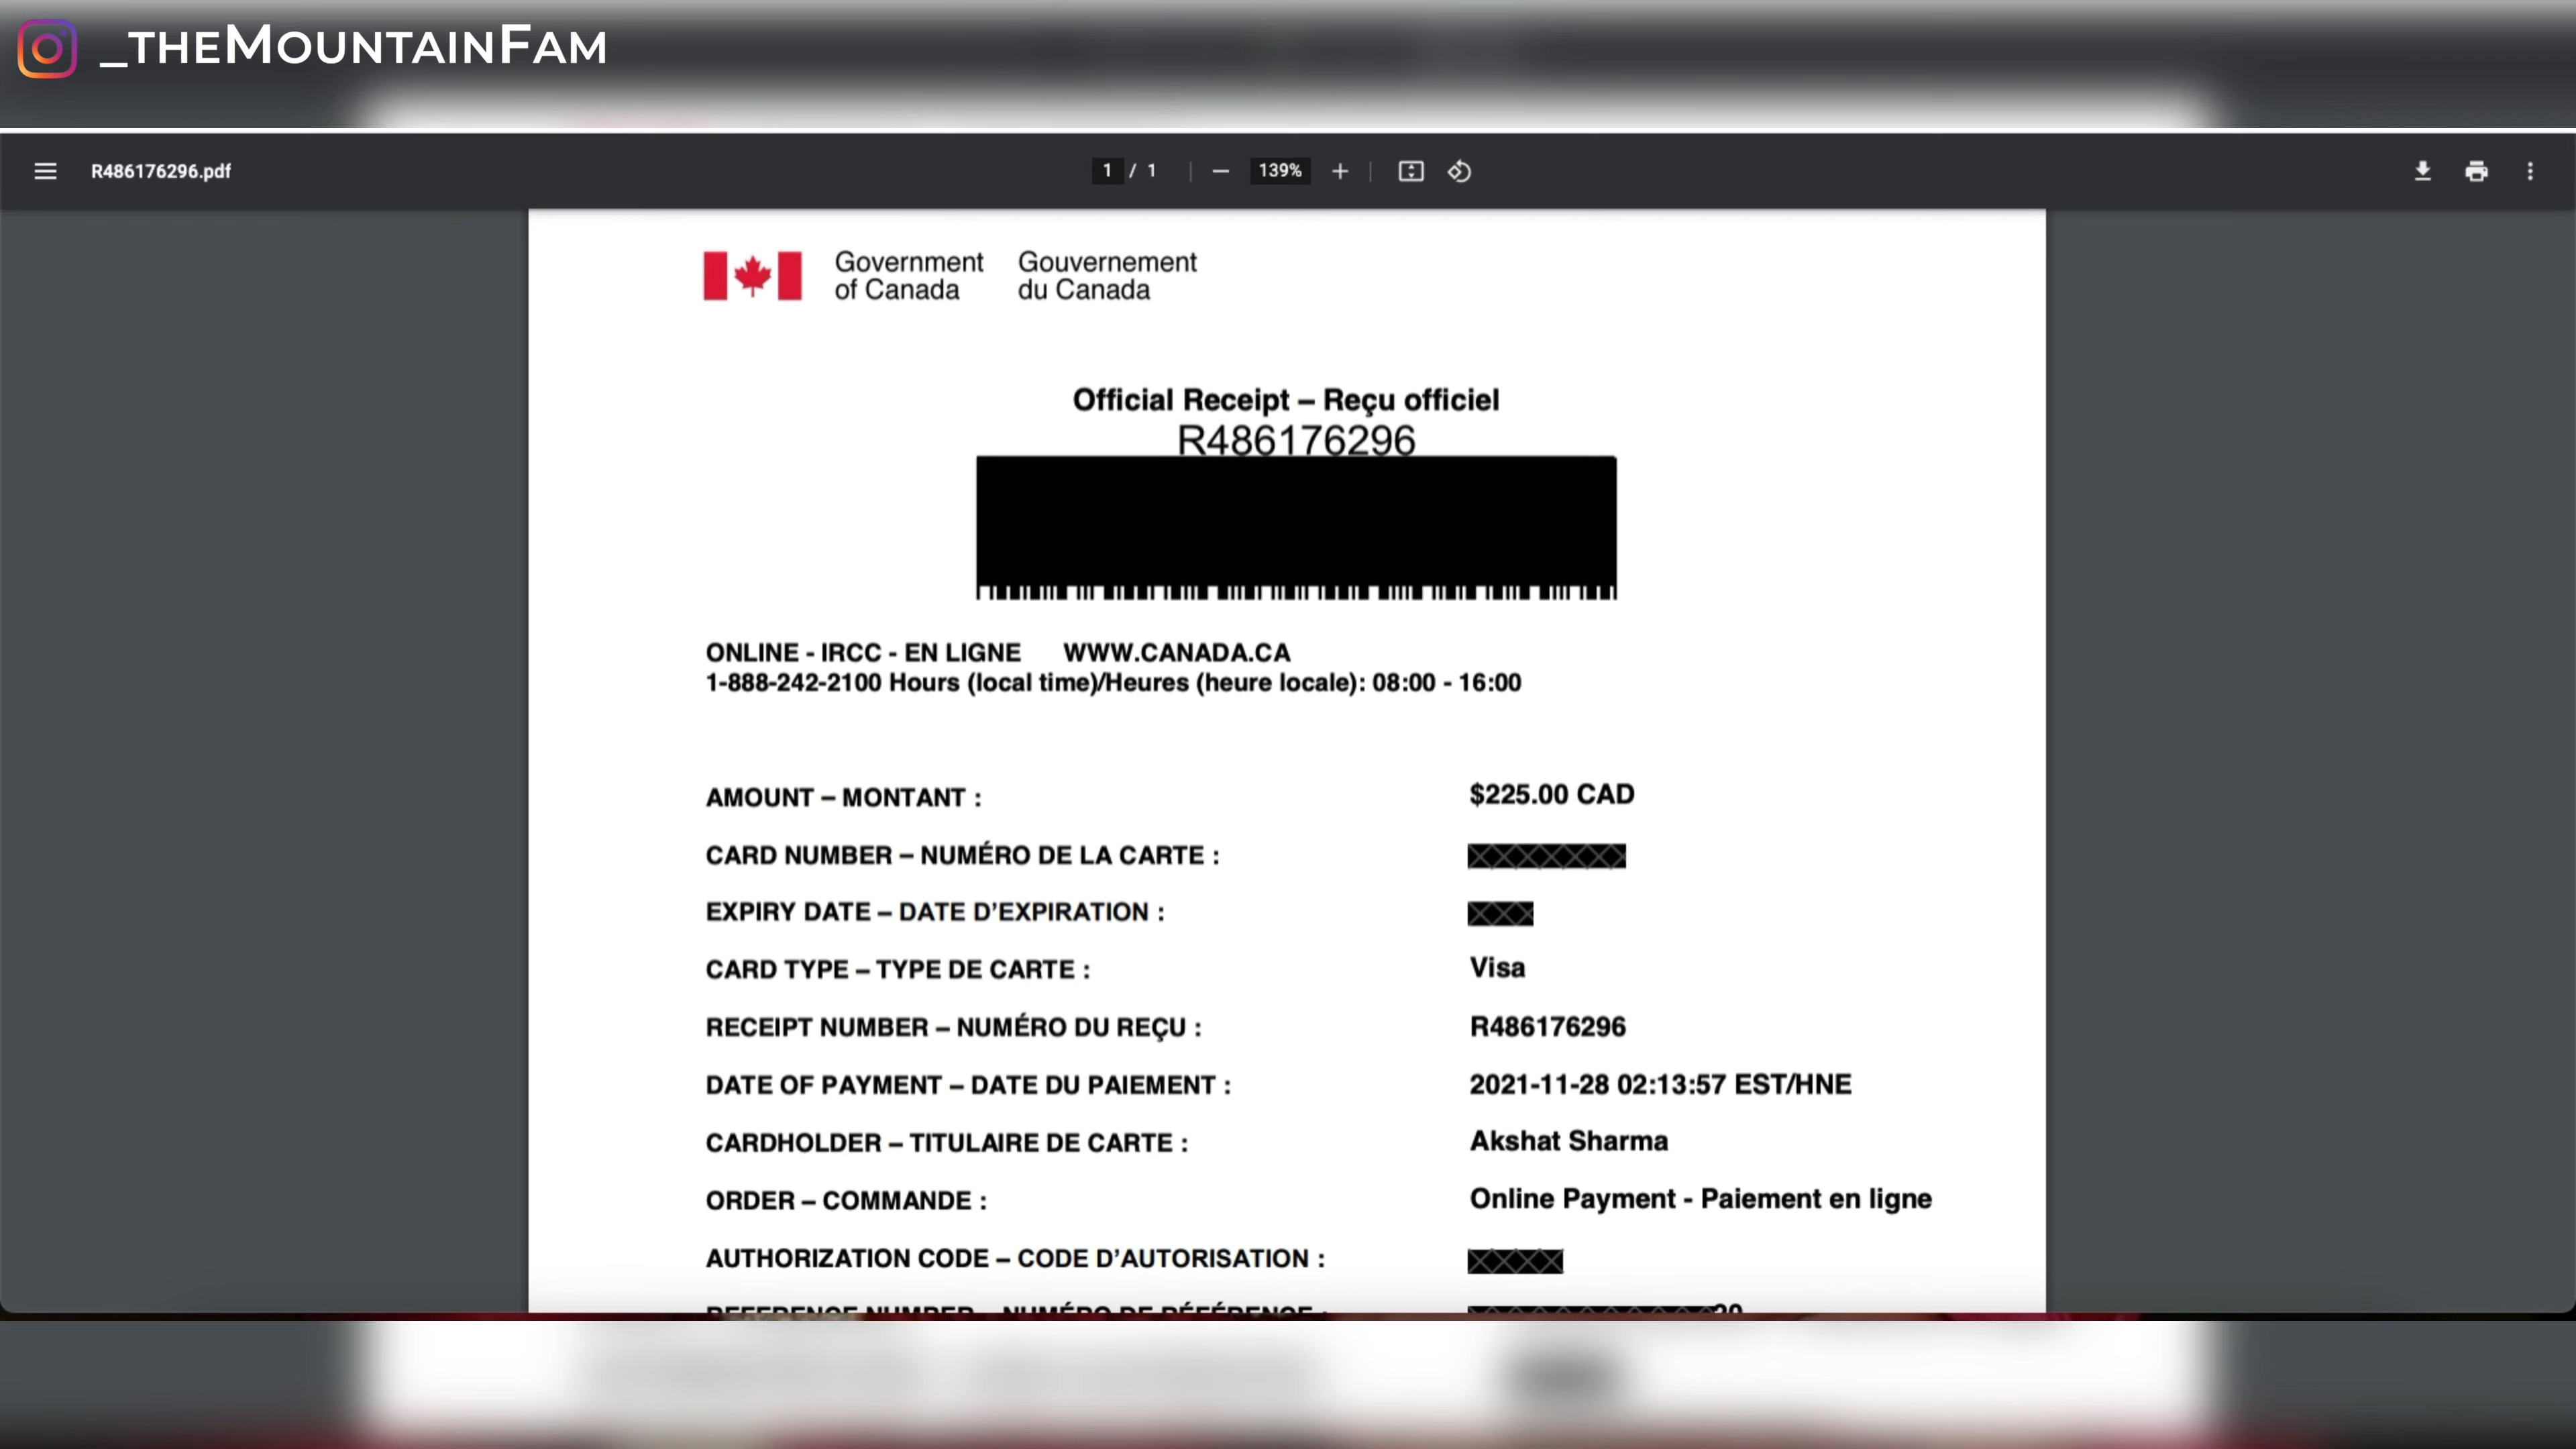 _THEMOUNTAINFAM
R486176296.pdf
1 / 1 139%
Government of Canada
Gouvernement du Canada
Official Receipt – Reçu officiel
R486176296
ONLINE - IRCC - EN LIGNE WWW.CANADA.CA
1-888-242-2100 Hours (local time)/Heures (heure locale): 08:00 - 16:00
AMOUNT – MONTANT : $225.00 CAD
CARD NUMBER – NUMÉRO DE LA CARTE :
EXPIRY DATE – DATE D'EXPIRATION :
CARD TYPE – TYPE DE CARTE : Visa
RECEIPT NUMBER – NUMÉRO DU REÇU : R486176296
DATE OF PAYMENT – DATE DU PAIEMENT : 2021-11-28 02:13:57 EST/HNE
CARDHOLDER – TITULAIRE DE CARTE : Akshat Sharma
ORDER – COMMANDE : Online Payment - Paiement en ligne
AUTHORIZATION CODE – CODE D'AUTORISATION :
REFERENCE NUMBER – NUMÉRO DE RÉFÉRENCE :